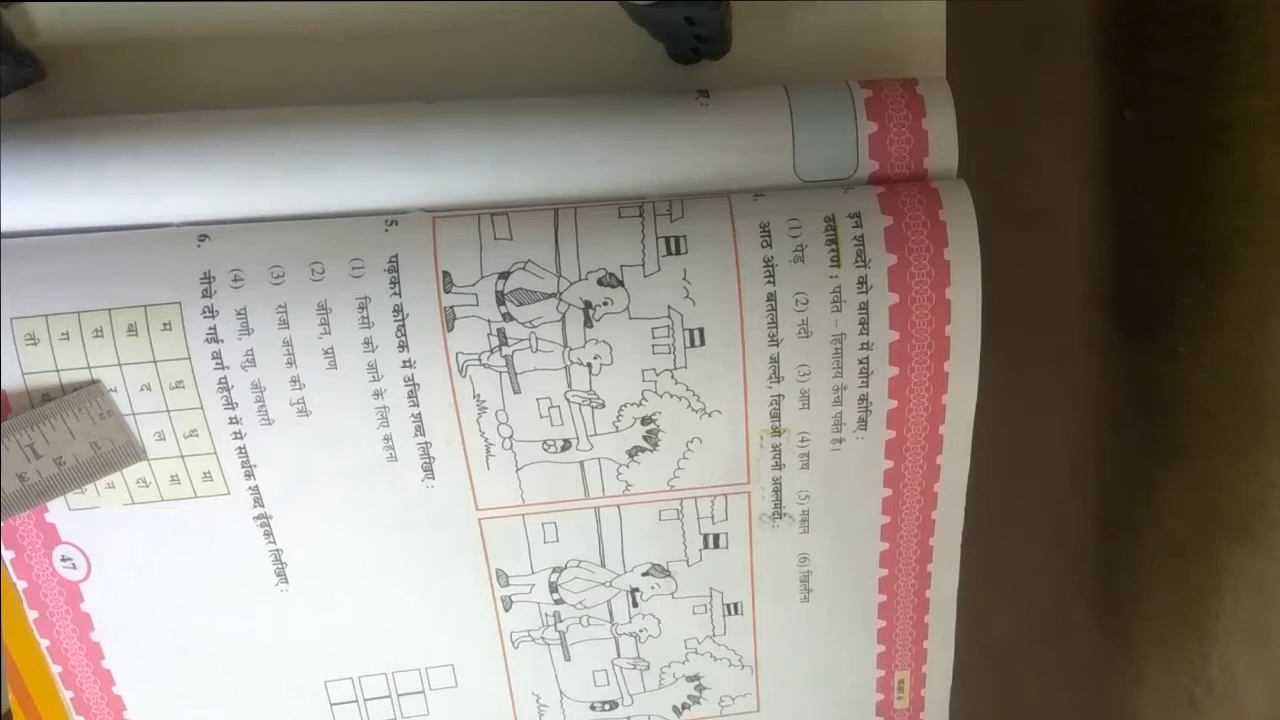 इन शब्दों को वाक्य में प्रयोग कीजिए :
उदाहरण : पर्वत – हिमालय ऊँचा पर्वत है।
(1) पेड़ (2) नदी (3) आम (4) हाथ (5) मकान (6) खिलौना
4. आठ अंतर बतलाओ जल्दी, दिखाओ अपनी अक्लमंदी :
5. पढ़कर कोष्ठक में उचित शब्द लिखिए :
(1) किसी को जाने के लिए कहना
(2) जीवन, प्राण
(3) राजा जनक की पुत्री
(4) प्राणी, पशु, जीवधारी
6. नीचे दी गई वर्ग पहेली में से सार्थक शब्द ढूँढ़कर लिखिए :
म धु मा
बा द ल मा
स
ग
ती
47